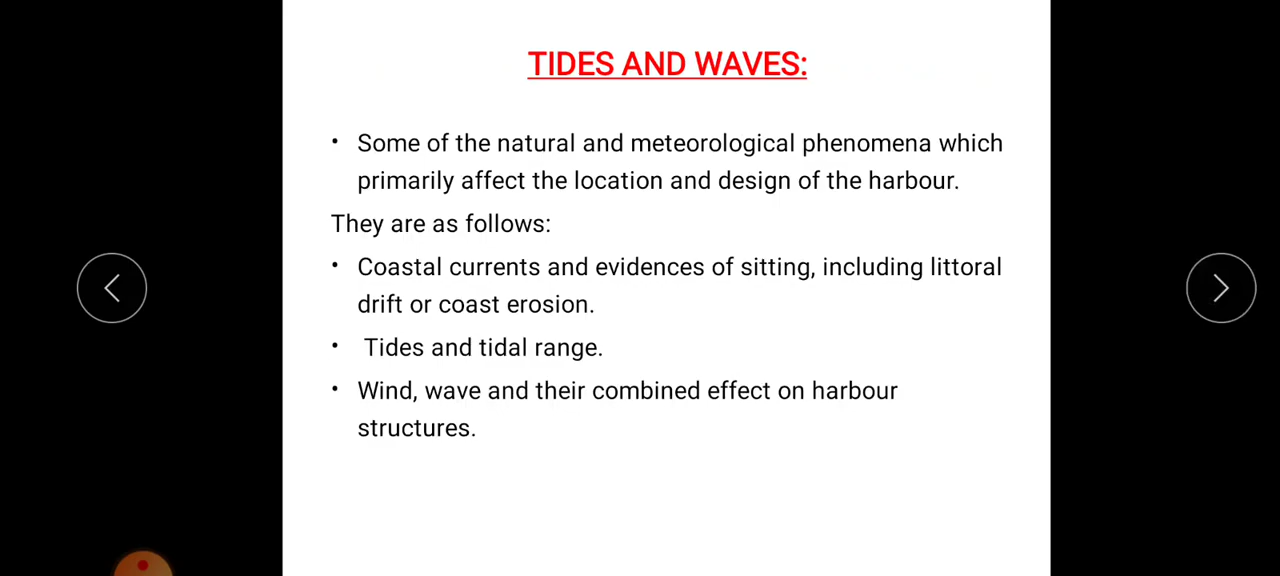 TIDES AND WAVES:
• Some of the natural and meteorological phenomena which
primarily affect the location and design of the harbour.
They are as follows:
• Coastal currents and evidences of sitting, including littoral
drift or coast erosion.
• Tides and tidal range.
• Wind, wave and their combined effect on harbour
structures.